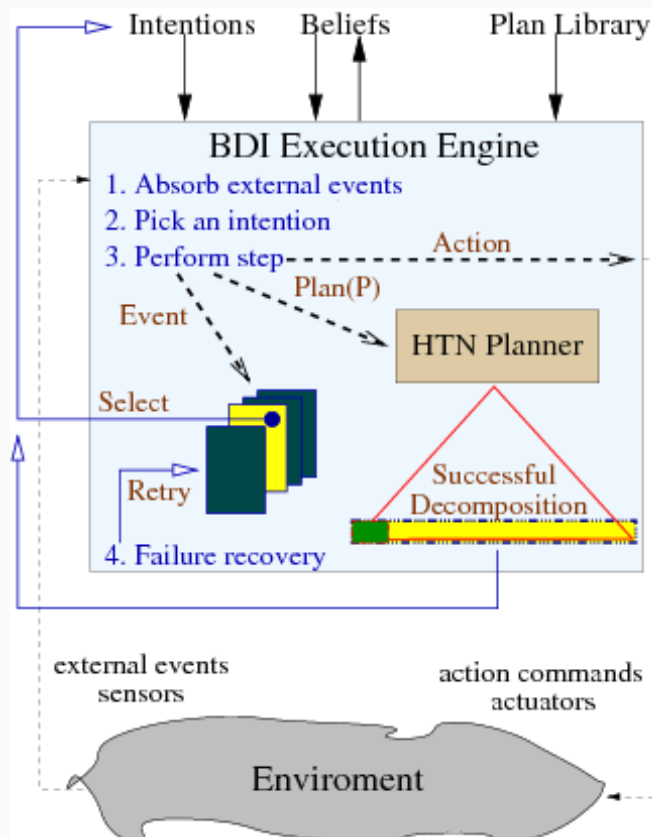 Intentions Beliefs Plan Library
BDI Execution Engine
1. Absorb external events
2. Pick an intention
3. Perform step
Action
Plan(P)
Event
HTN Planner
Select
Successful
Decomposition
Retry
4. Failure recovery
external events
sensors
action commands
actuators
Enviroment